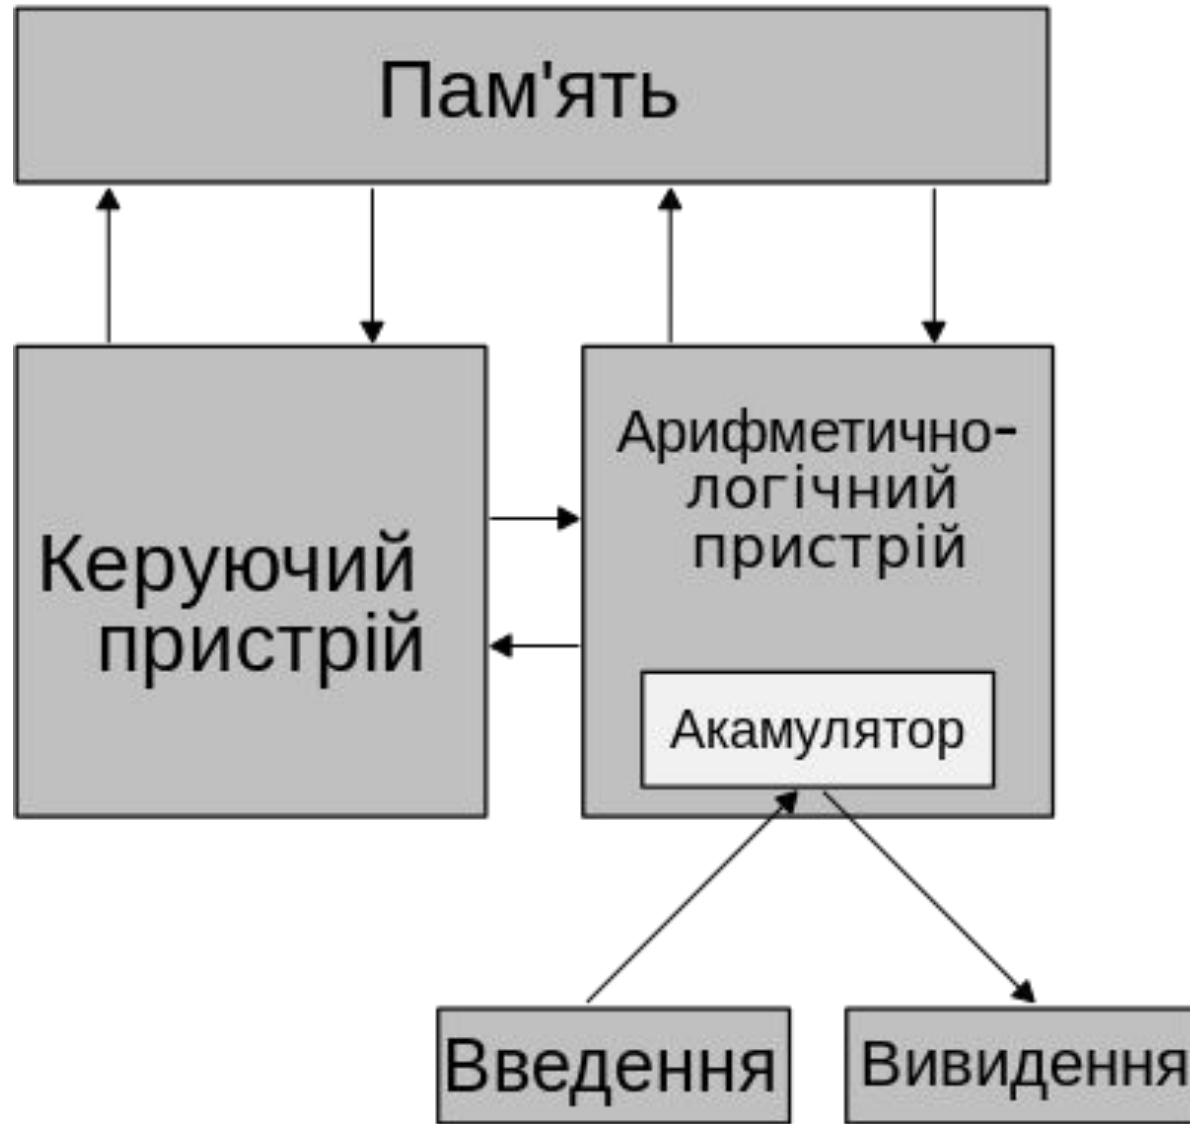 Пам'ять
Керуючий
пристрій
Арифметично-
логічний
пристрій
Акамулятор
Введення
Вивидення